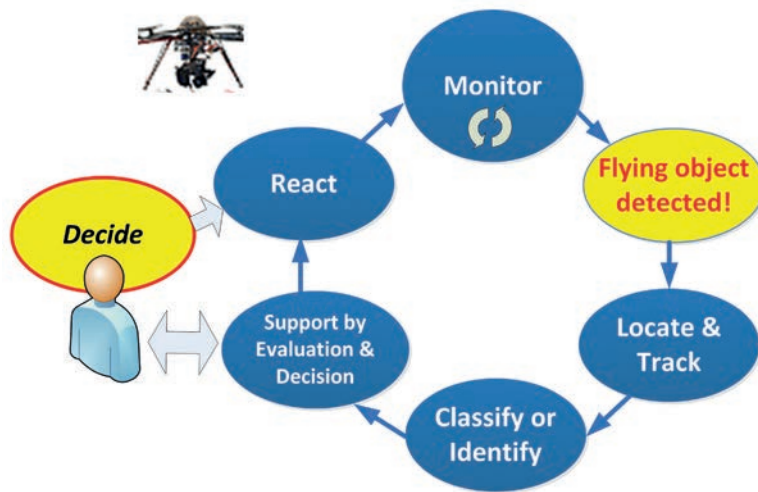 Monitor
Flying object
detected!
React
Decide
Locate &
Track
Support by
Evaluation &
Decision
Classify or
Identify